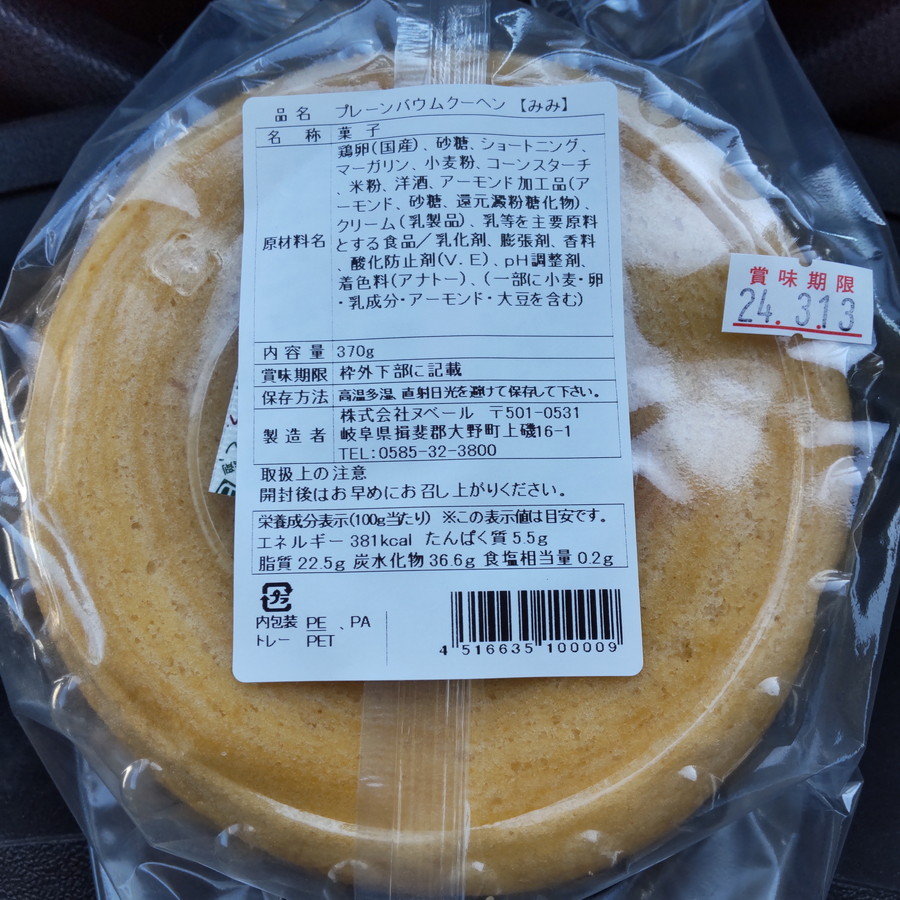 品名 プレーンバウムクーヘン【みみ】
名称 菓子
原材料名
鶏卵(国産)、砂糖、ショートニング、
マーガリン、小麦粉、コーンスターチ
、米粉、洋酒、アーモンド加工品(ア
ーモンド、砂糖、還元澱粉糖化物)、
クリーム(乳製品)、乳等を主要原料
とする食品/乳化剤、膨張剤、香料
、酸化防止剤(V.E)、pH調整剤、
着色料(アナトー)、(一部に小麦・卵
・乳成分・アーモンド・大豆を含む)
内容量 370g
賞味期限 枠外下部に記載
保存方法 高温多湿、直射日光を避けて保存して下さい。
製造者
株式会社ヌベール 〒501-0531
岐阜県揖斐郡大野町上磯16-1
TEL:0585-32-3800
取扱上の注意
開封後はお早めにお召し上がりください。
栄養成分表示(100g当たり) ※この表示値は目安です。
エネルギー381kcal たんぱく質5.5g
脂質22.5g 炭水化物36.6g 食塩相当量0.2g
プラ
内包装 PE、PA
トレー PET
4 516635 100009
賞味期限
24.3.13